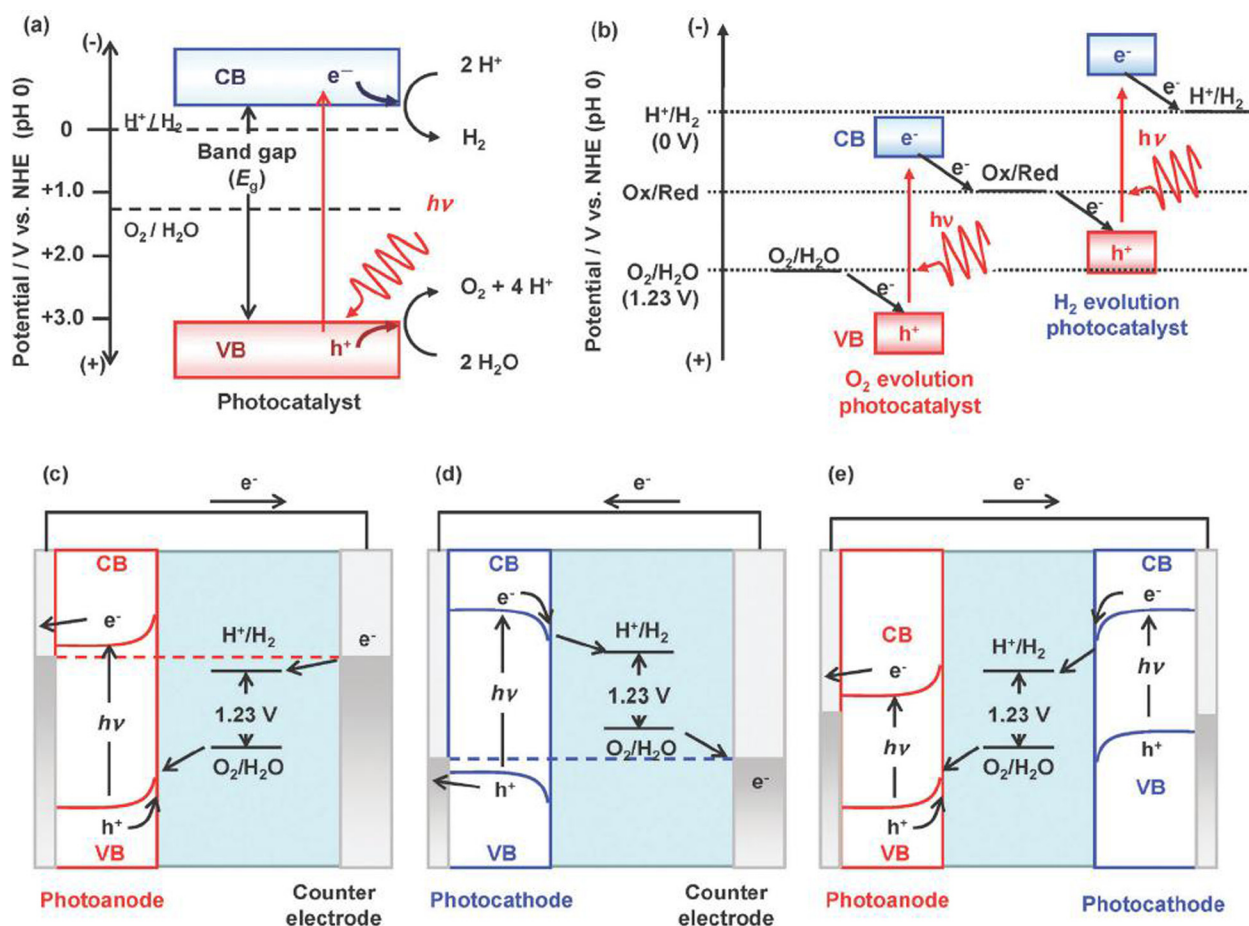 (a)
(-)
CB
e⁻
2 H⁺
H⁺/ H₂
H₂
0
Band gap
(Eg)
+1.0
hν
O₂ / H₂O
+2.0
O₂ + 4 H⁺
+3.0
VB
h⁺
2 H₂O
(+)
Photocatalyst
Potential / V vs. NHE (pH 0)
(b)
(-)
e⁻
e⁻
H⁺/H₂
H⁺/H₂
(0 V)
CB
e⁻
hν
e⁻
Ox/Red
Ox/Red
e⁻
hν
h⁺
O₂/H₂O
O₂/H₂O
(1.23 V)
e⁻
H₂ evolution
photocatalyst
VB
h⁺
(+)
O₂ evolution
photocatalyst
Potential / V vs. NHE (pH 0)
(c)
e⁻
CB
e⁻
H⁺/H₂
e⁻
hν
1.23 V
O₂/H₂O
h⁺
VB
Photoanode
Counter
electrode
(d)
e⁻
CB
e⁻
H⁺/H₂
hν
1.23 V
O₂/H₂O
h⁺
e⁻
VB
Photocathode
Counter
electrode
(e)
e⁻
CB
e⁻
CB
H⁺/H₂
e⁻
hν
1.23 V
hν
O₂/H₂O
h⁺
h⁺
VB
VB
Photoanode
Photocathode